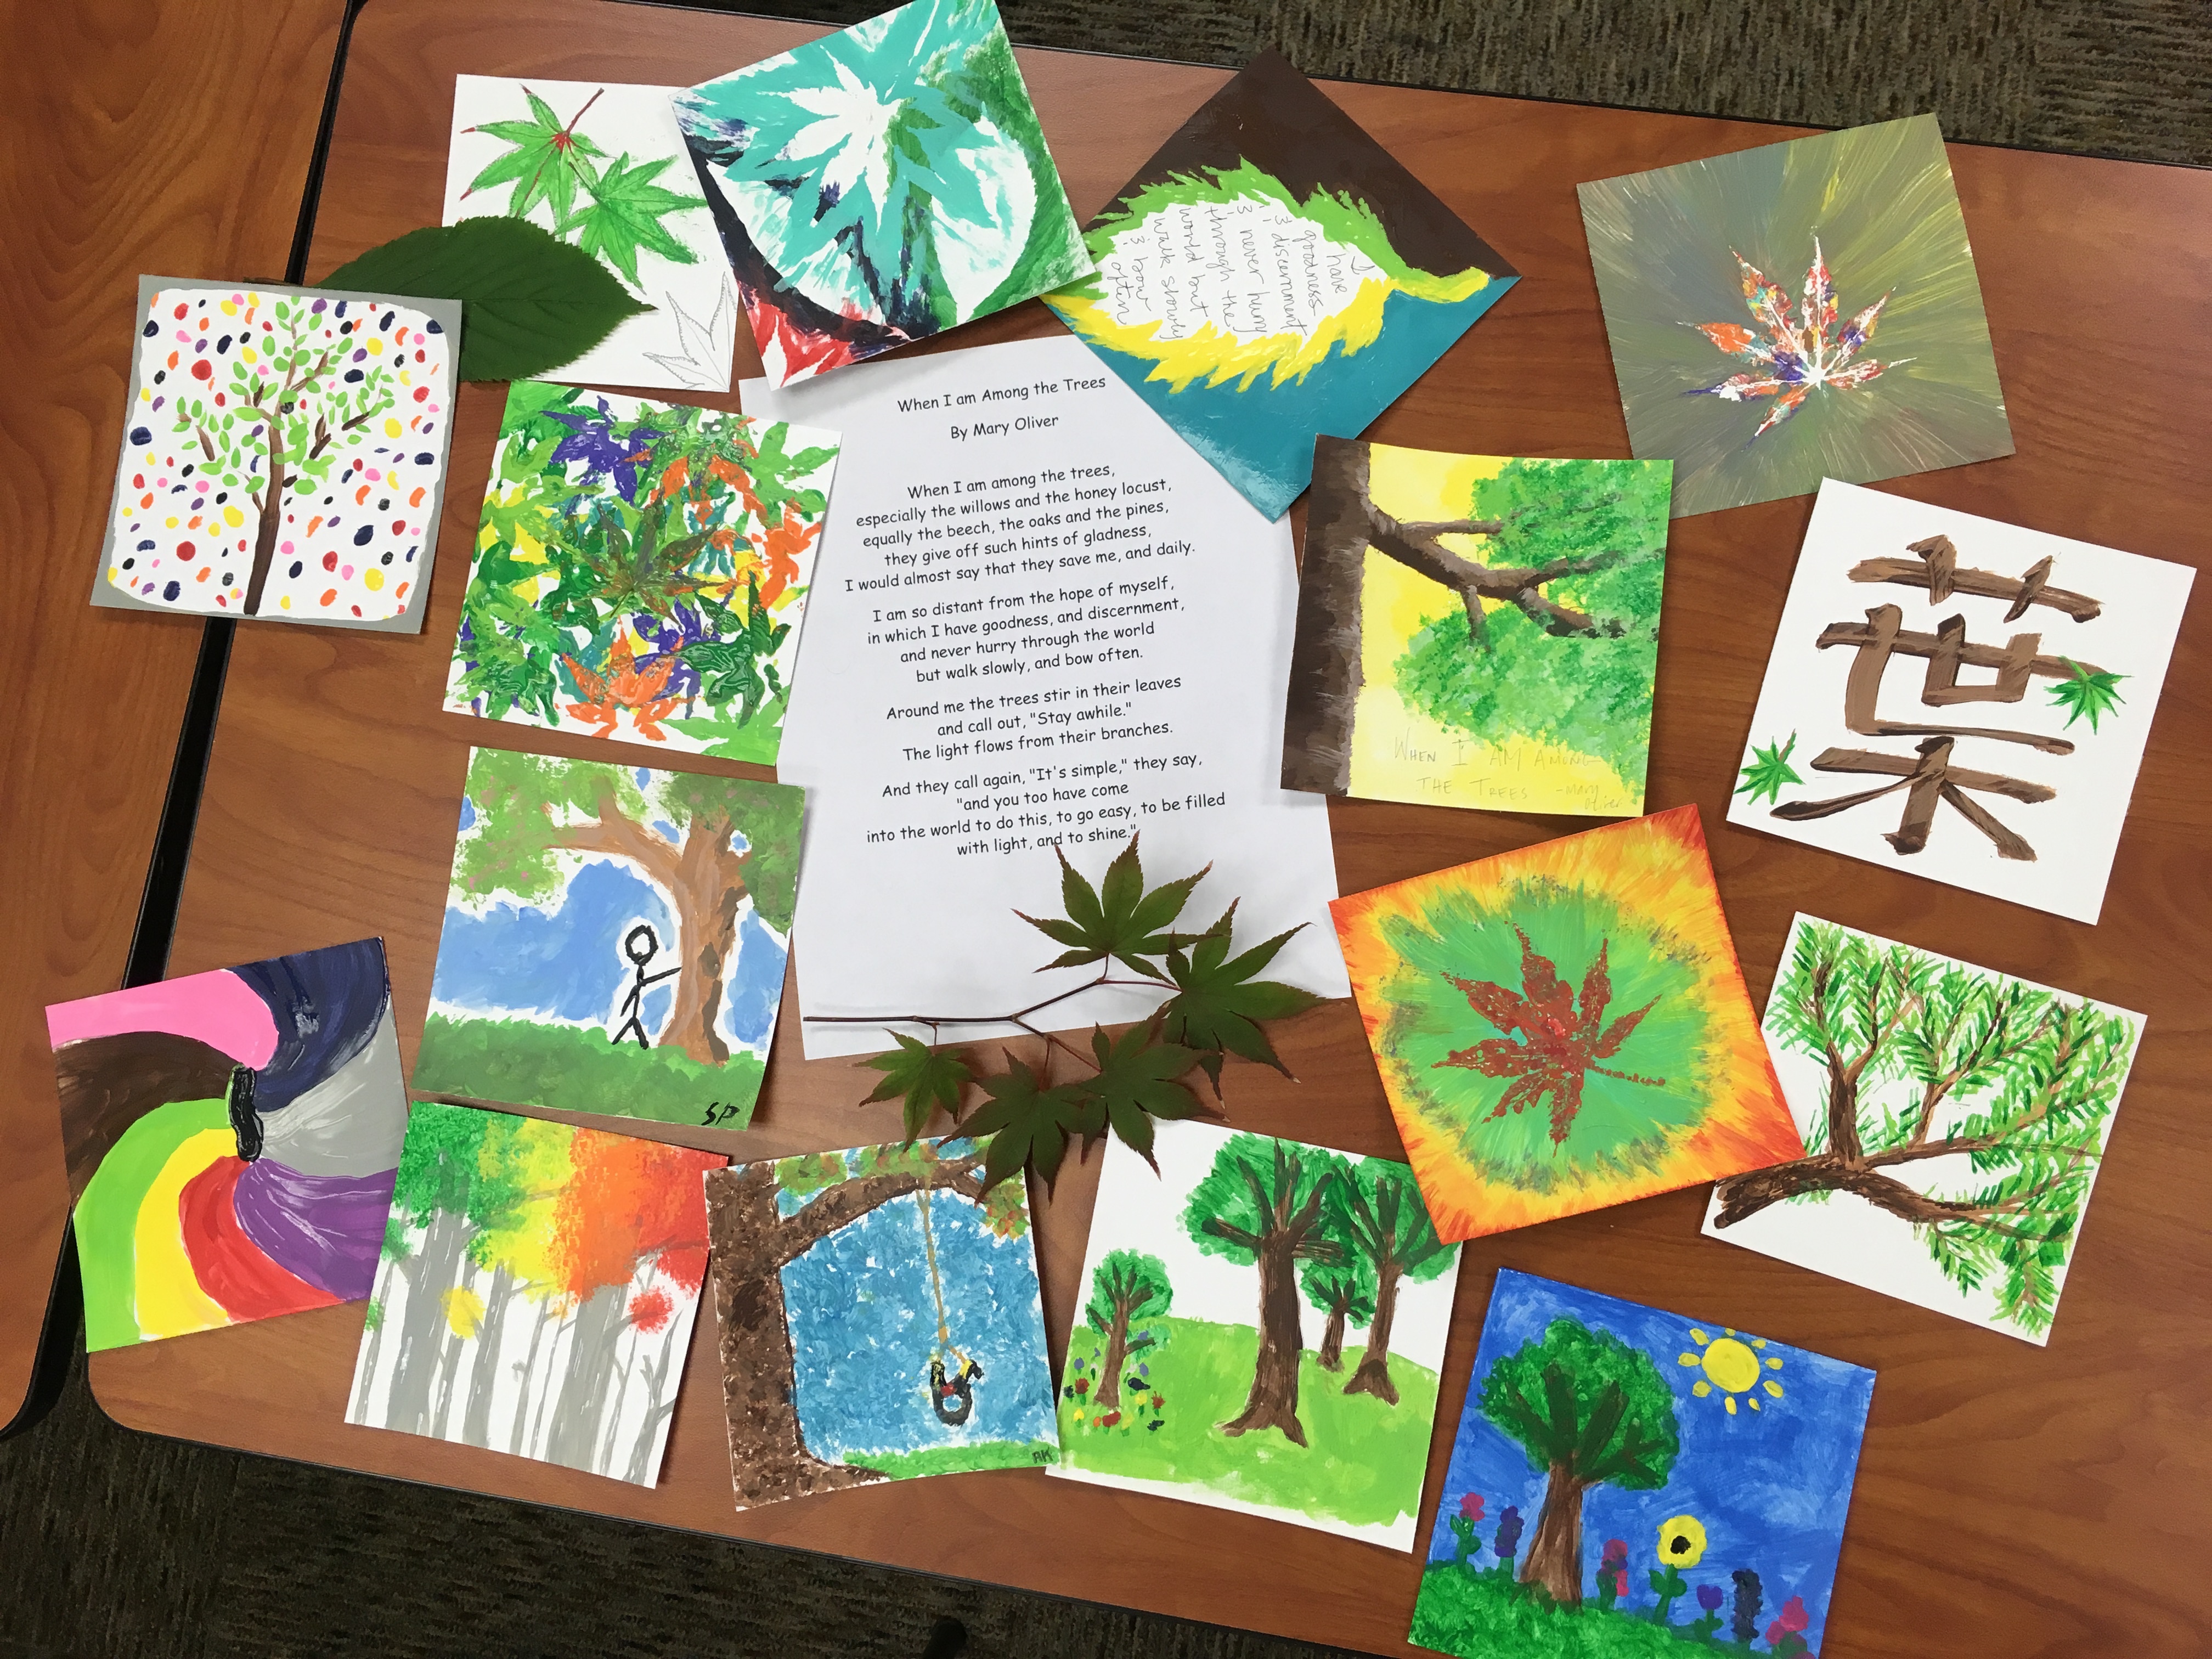 When I am Among the Trees
By Mary Oliver
When I am among the trees,
especially the willows and the honey locust,
equally the beech, the oaks and the pines,
they give off such hints of gladness,
I would almost say that they save me, and daily.
I am so distant from the hope of myself,
in which I have goodness, and discernment,
and never hurry through the world
but walk slowly, and bow often.
Around me the trees stir in their leaves
and call out, "Stay awhile."
The light flows from their branches.
And they call again, "It's simple," they say,
"and you too have come
into the world to do this, to go easy, to be filled
with light, and to shine."
I have
goodness
& discernment
& never hurry
through the
world but
walk slowly
& bow
often
WHEN I AM AMONG
THE TREES -Mary
Oliver
葉
SP
AK